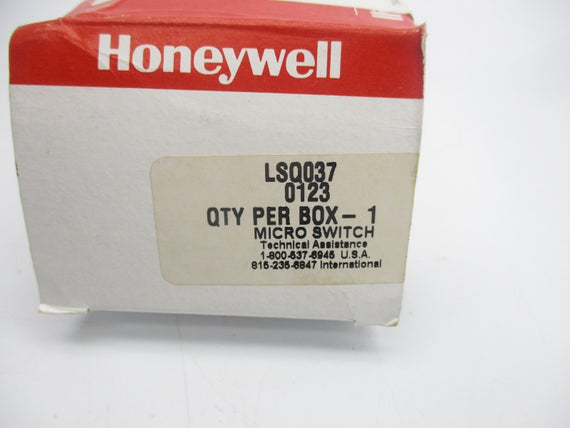 Honeywell
LSQ037
0123
QTY PER BOX - 1
MICRO SWITCH
Technical Assistance
1-800-537-6945 U.S.A.
815-235-6847 International